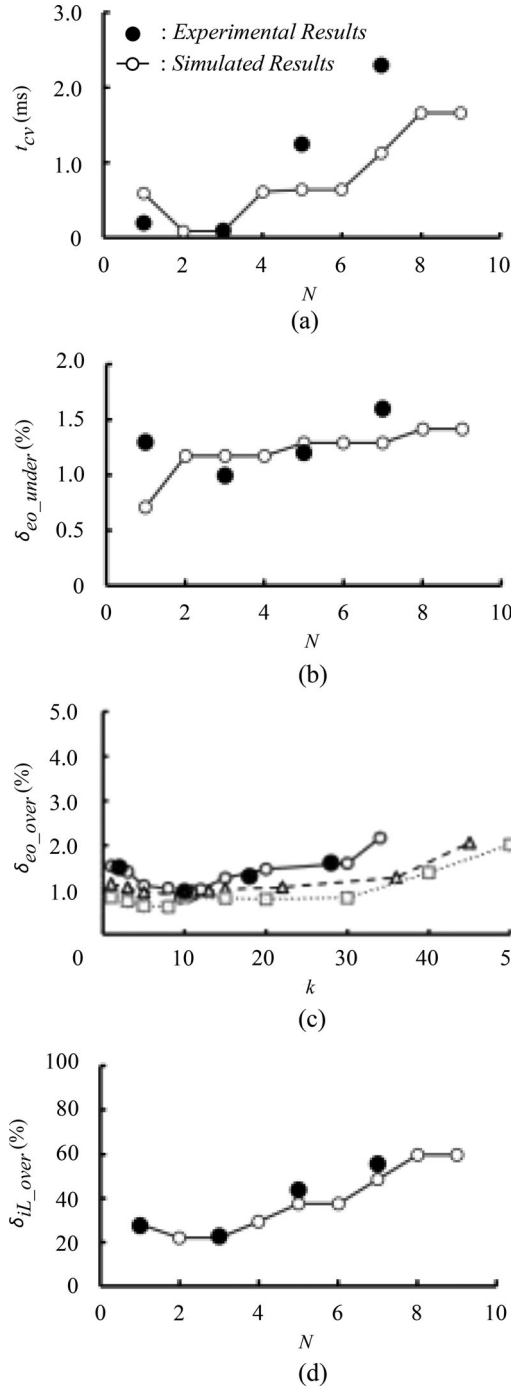 3.0
2.0
1.0
0
t_cv (ms)
: Experimental Results
: Simulated Results
0 2 4 6 8 10
N
(a)
2.0
1.5
1.0
0.5
0
δ_eo_under (%)
0 2 4 6 8 10
N
(b)
5.0
4.0
3.0
2.0
1.0
δ_eo_over (%)
0 10 20 30 40 5
k
(c)
100
80
60
40
20
0
δ_iL_over (%)
0 2 4 6 8 10
N
(d)